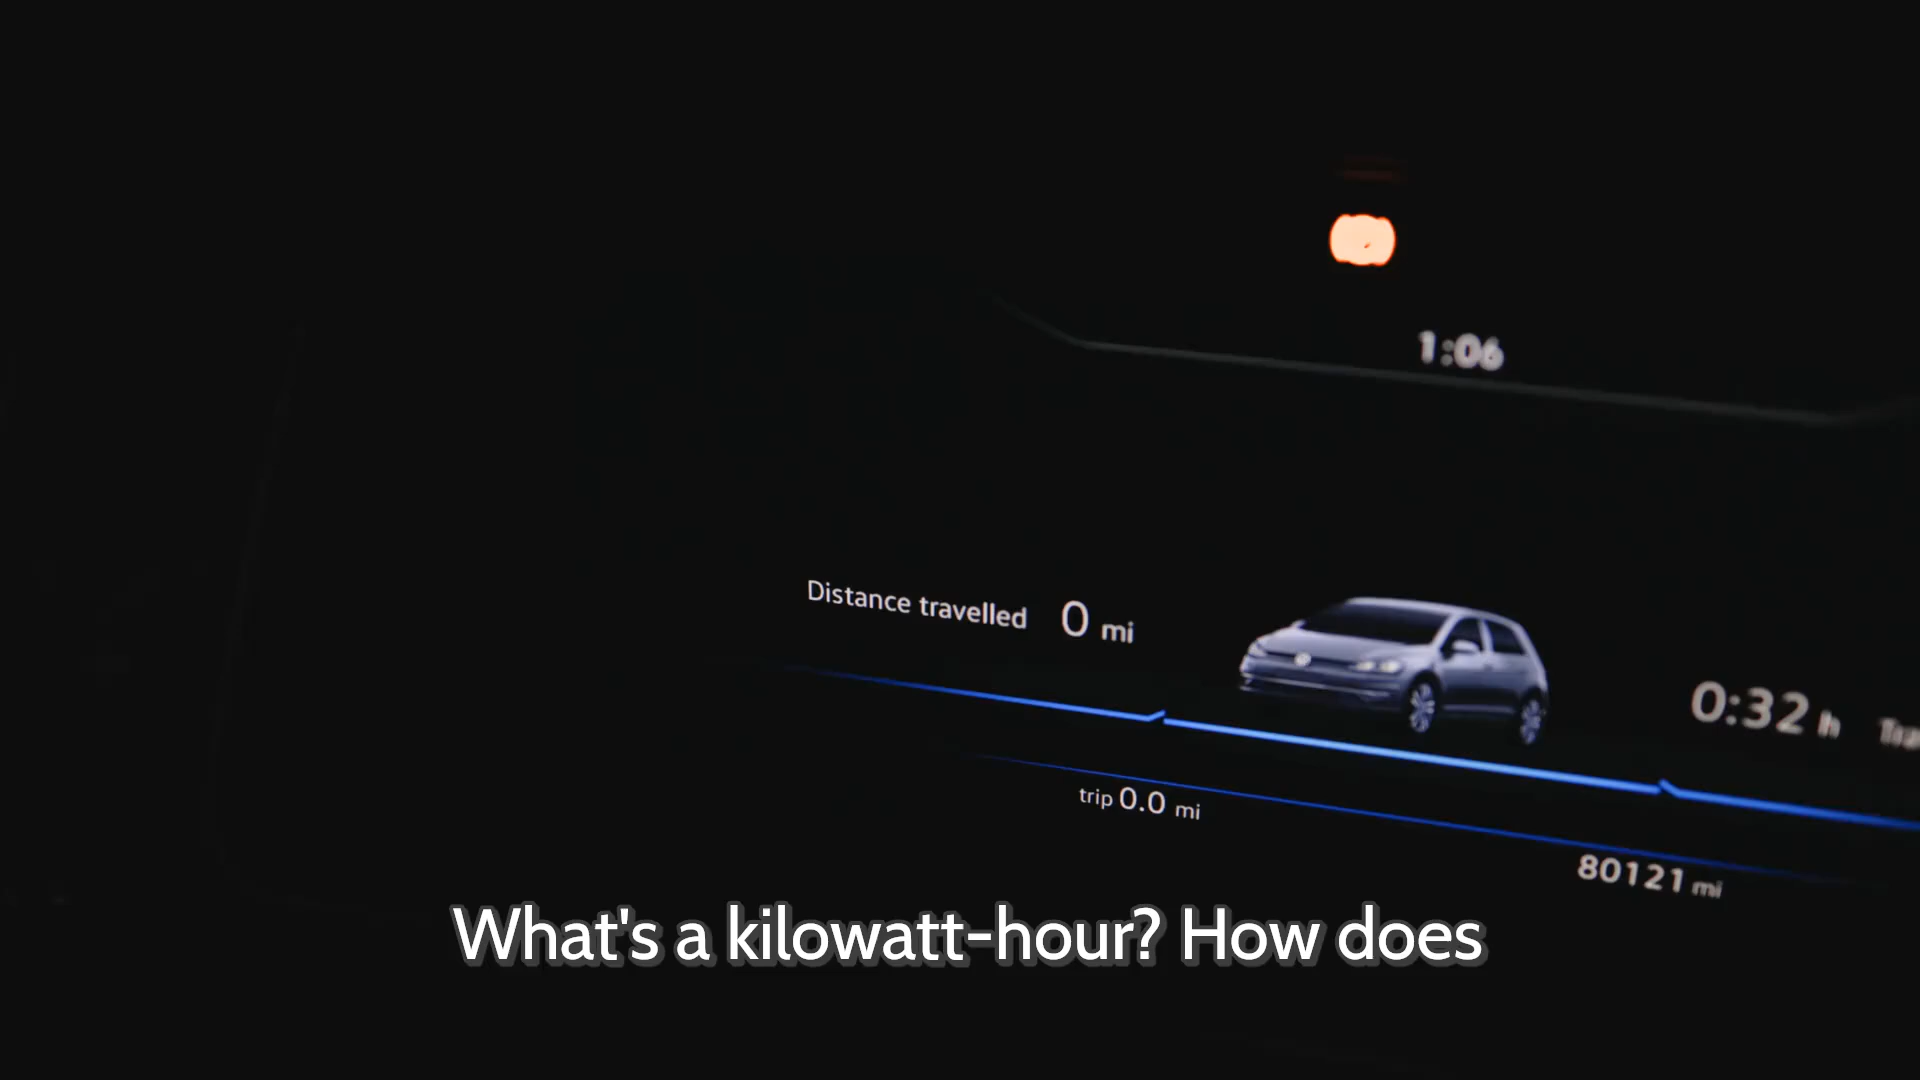 1:06
Distance travelled 0 mi
0:32 h
trip 0.0 mi
80121 mi
What's a kilowatt-hour? How does